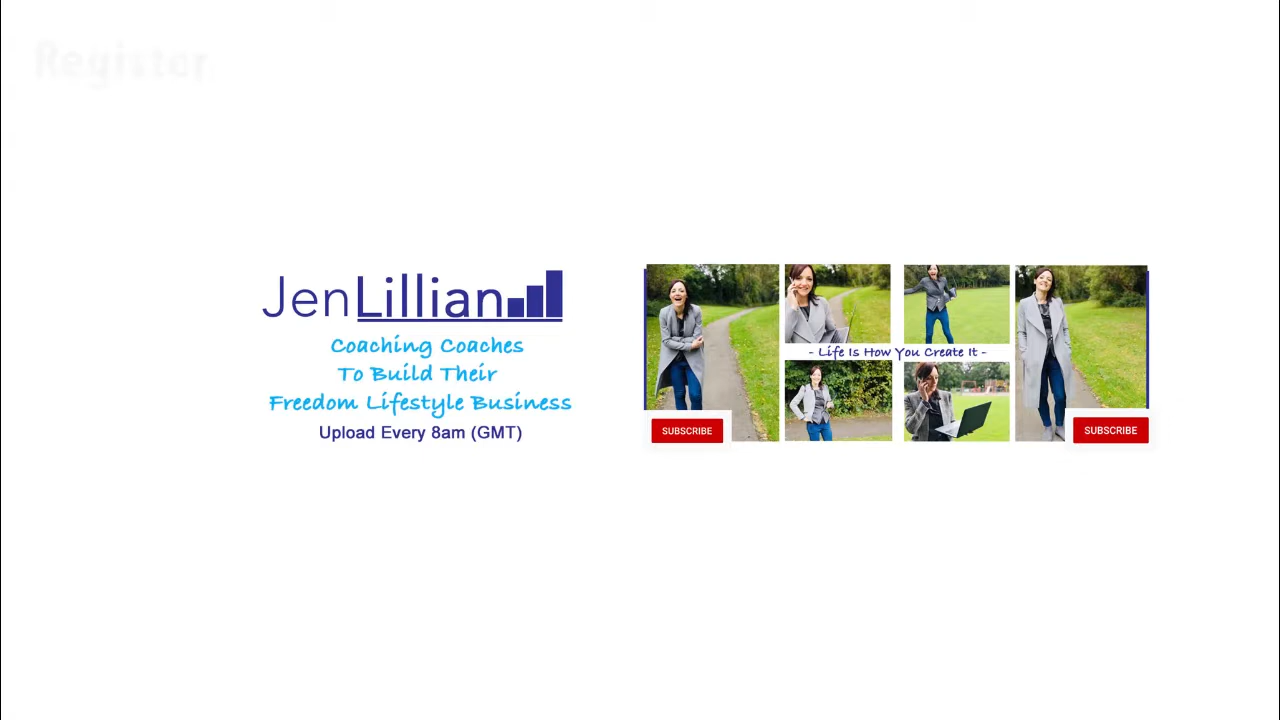 Register
JenLillian
Coaching Coaches
To Build Their
Freedom Lifestyle Business
Upload Every 8am (GMT)
- Life Is How You Create It -
SUBSCRIBE
SUBSCRIBE